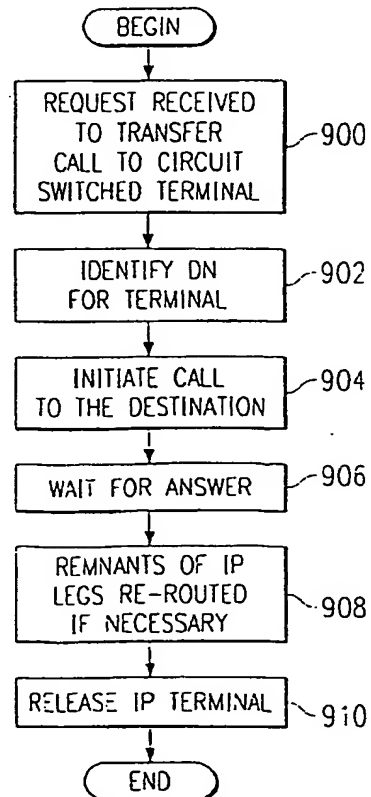 BEGIN
REQUEST RECEIVED
TO TRANSFER
CALL TO CIRCUIT
SWITCHED TERMINAL
900
IDENTIFY DN
FOR TERMINAL
902
INITIATE CALL
TO THE DESTINATION
904
WAIT FOR ANSWER
906
REMNANTS OF IP
LEGS RE-ROUTED
IF NECESSARY
908
RELEASE IP TERMINAL
910
END